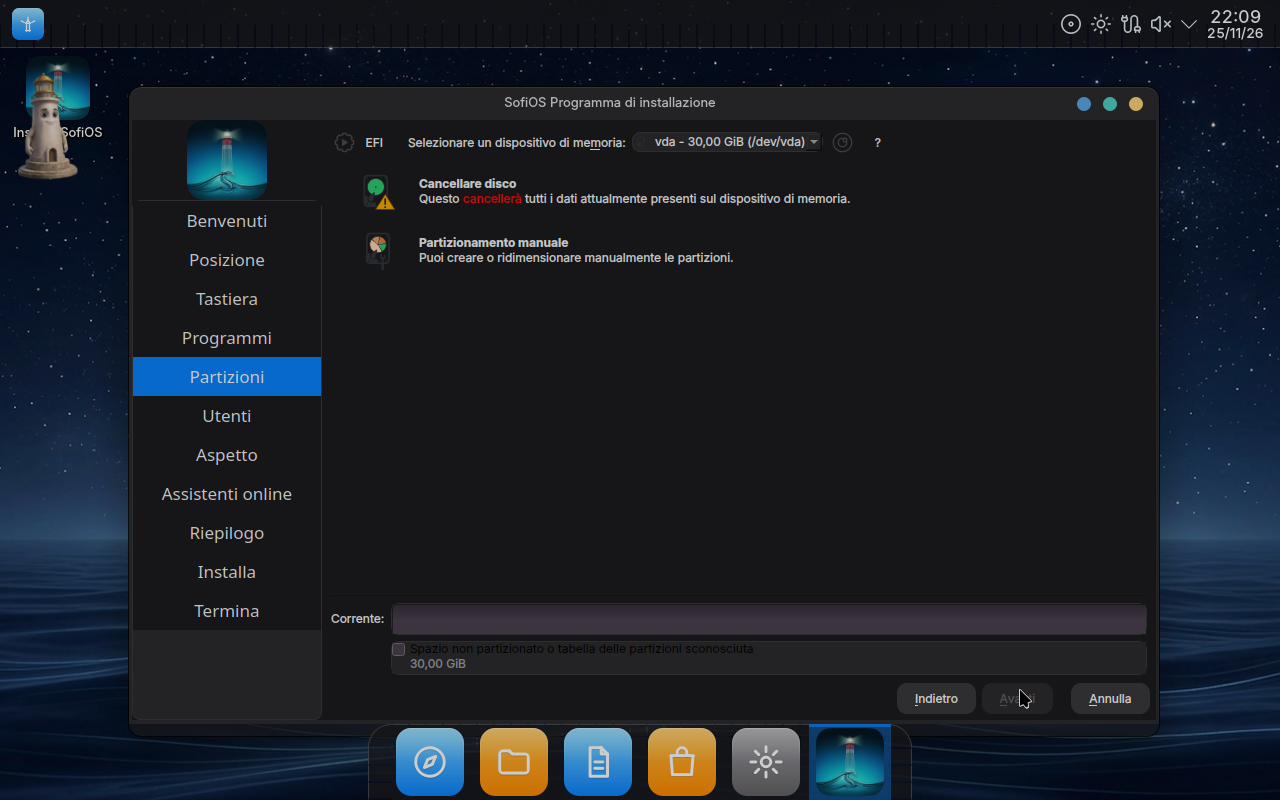 22:09
25/11/26
SofiOS
SofiOS Programma di installazione
EFI
Selezionare un dispositivo di memoria:
vda - 30,00 GiB (/dev/vda)
?
Cancellare disco
Questo cancellerà tutti i dati attualmente presenti sul dispositivo di memoria.
Partizionamento manuale
Puoi creare o ridimensionare manualmente le partizioni.
Benvenuti
Posizione
Tastiera
Programmi
Partizioni
Utenti
Aspetto
Assistenti online
Riepilogo
Installa
Termina
Corrente:
Spazio non partizionato o tabella delle partizioni sconosciuta
30,00 GiB
Indietro
Annulla